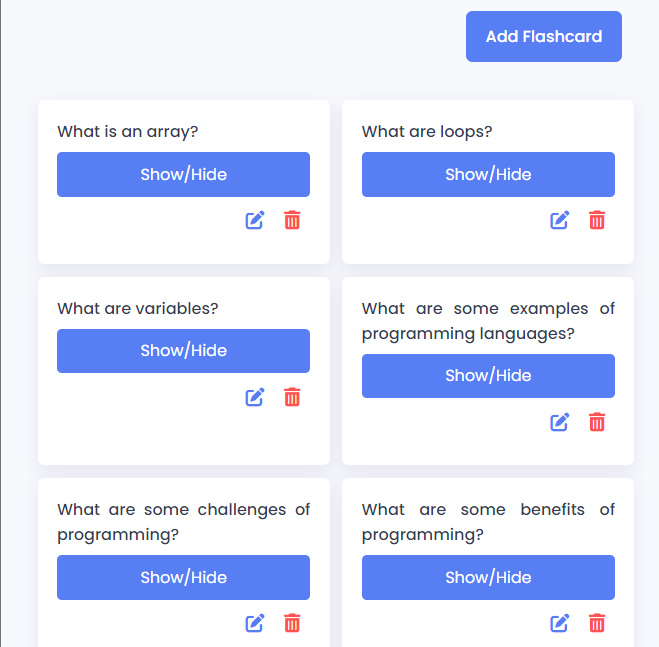 Add Flashcard
What is an array?
Show/Hide
What are loops?
Show/Hide
What are variables?
Show/Hide
What are some examples of
programming languages?
Show/Hide
What are some challenges of
programming?
Show/Hide
What are some benefits of
programming?
Show/Hide